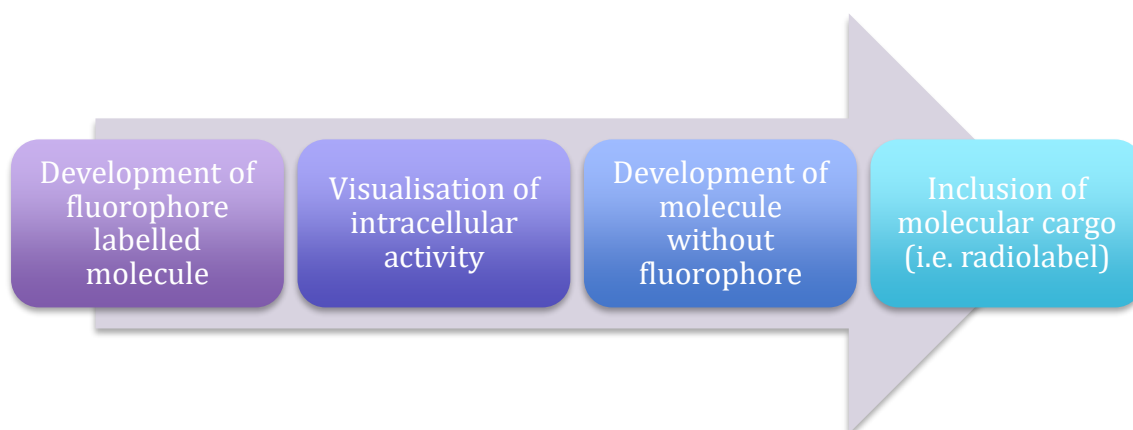 Development of
fluorophore
labelled
molecule
Visualisation of
intracellular
activity
Development of
molecule
without
fluorophore
Inclusion of
molecular cargo
(i.e. radiolabel)